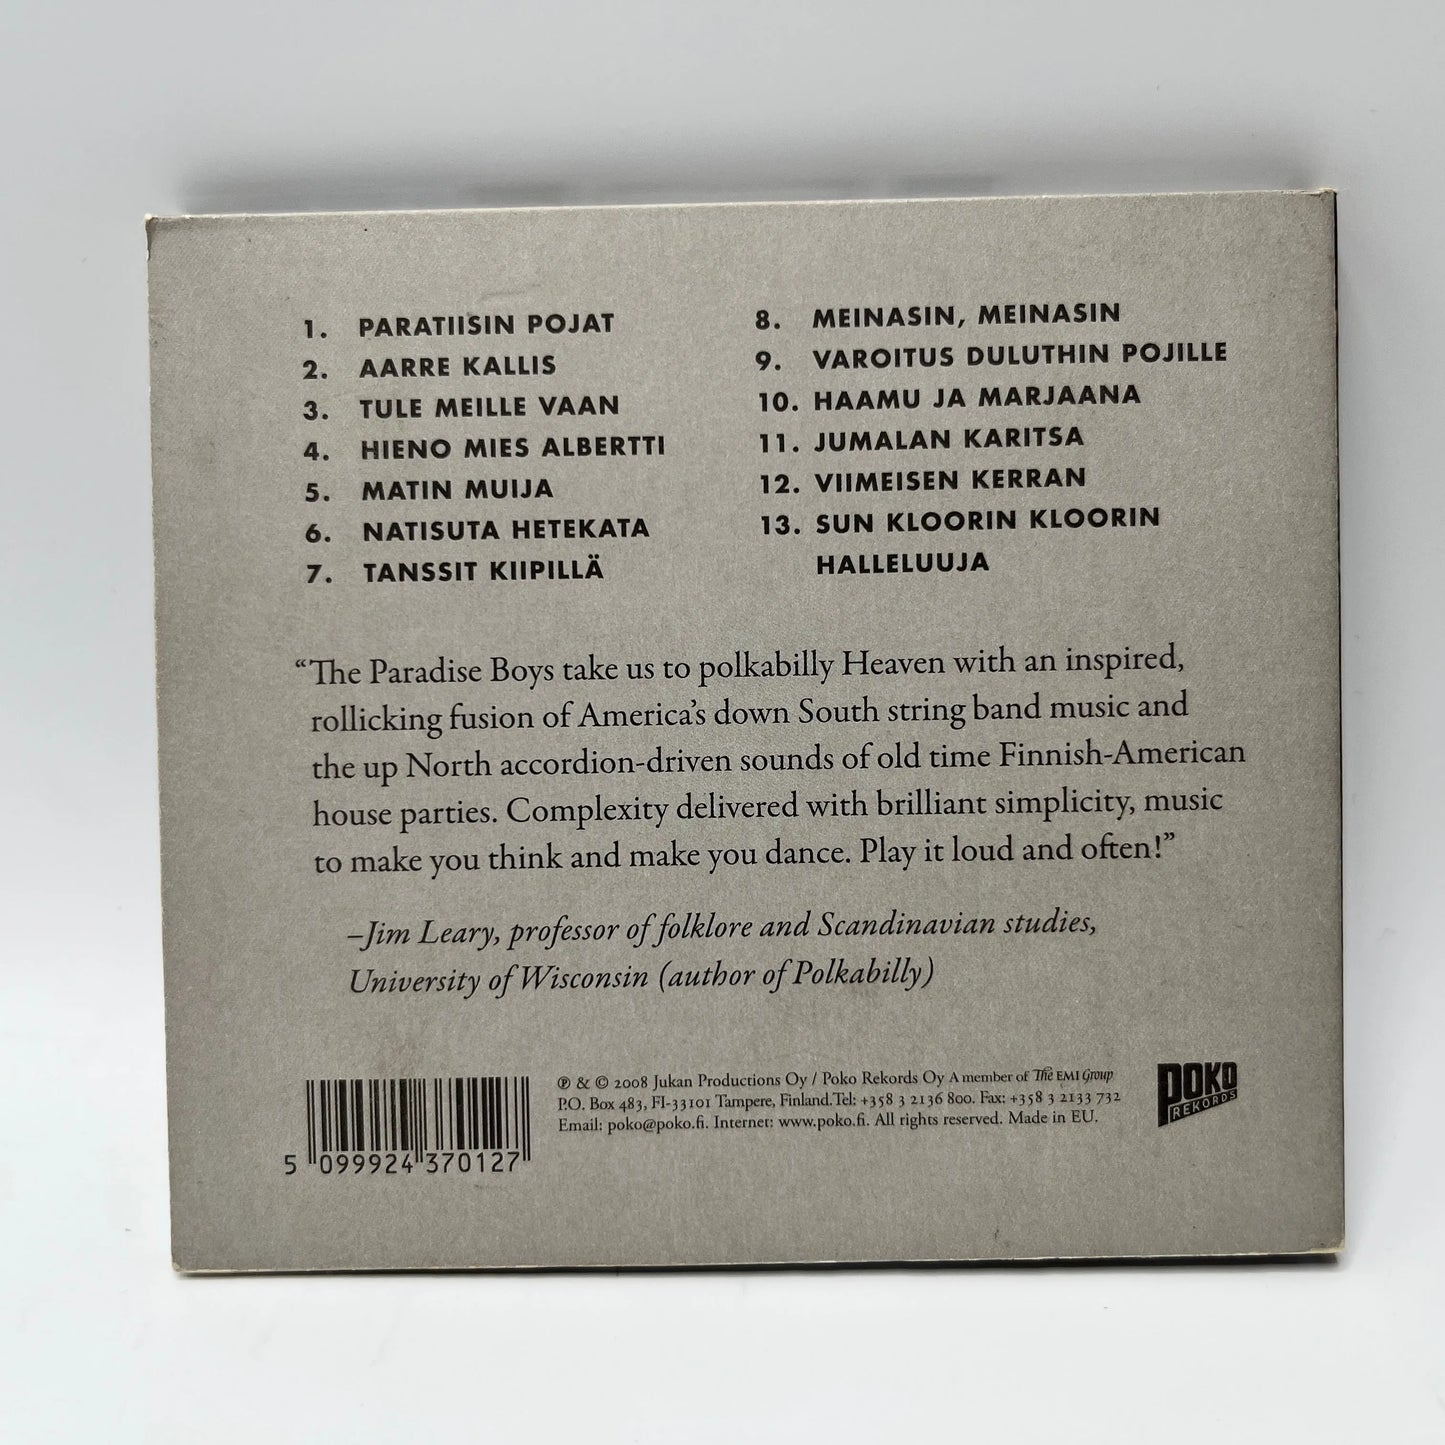 1. PARATIISIN POJAT
2. AARRE KALLIS
3. TULE MEILLE VAAN
4. HIENO MIES ALBERTTI
5. MATIN MUIJA
6. NATISUTA HETEKATA
7. TANSSIT KIIPILLÄ
8. MEINASIN, MEINASIN
9. VAROITUS DULUTHIN POJILLE
10. HAAMU JA MARJAANA
11. JUMALAN KARITSA
12. VIIMEISEN KERRAN
13. SUN KLOORIN KLOORIN
HALLELUUJA
“The Paradise Boys take us to polkabilly Heaven with an inspired,
rollicking fusion of America’s down South string band music and
the up North accordion-driven sounds of old time Finnish-American
house parties. Complexity delivered with brilliant simplicity, music
to make you think and make you dance. Play it loud and often!”
–Jim Leary, professor of folklore and Scandinavian studies,
University of Wisconsin (author of Polkabilly)
℗ & © 2008 Jukan Productions Oy / Poko Rekords Oy A member of The EMI Group
P.O. Box 483, FI-33101 Tampere, Finland.Tel: +358 3 2136 800. Fax: +358 3 2133 732
Email: poko@poko.fi. Internet: www.poko.fi. All rights reserved. Made in EU.
POKO
REKORDS
5 099924 370127